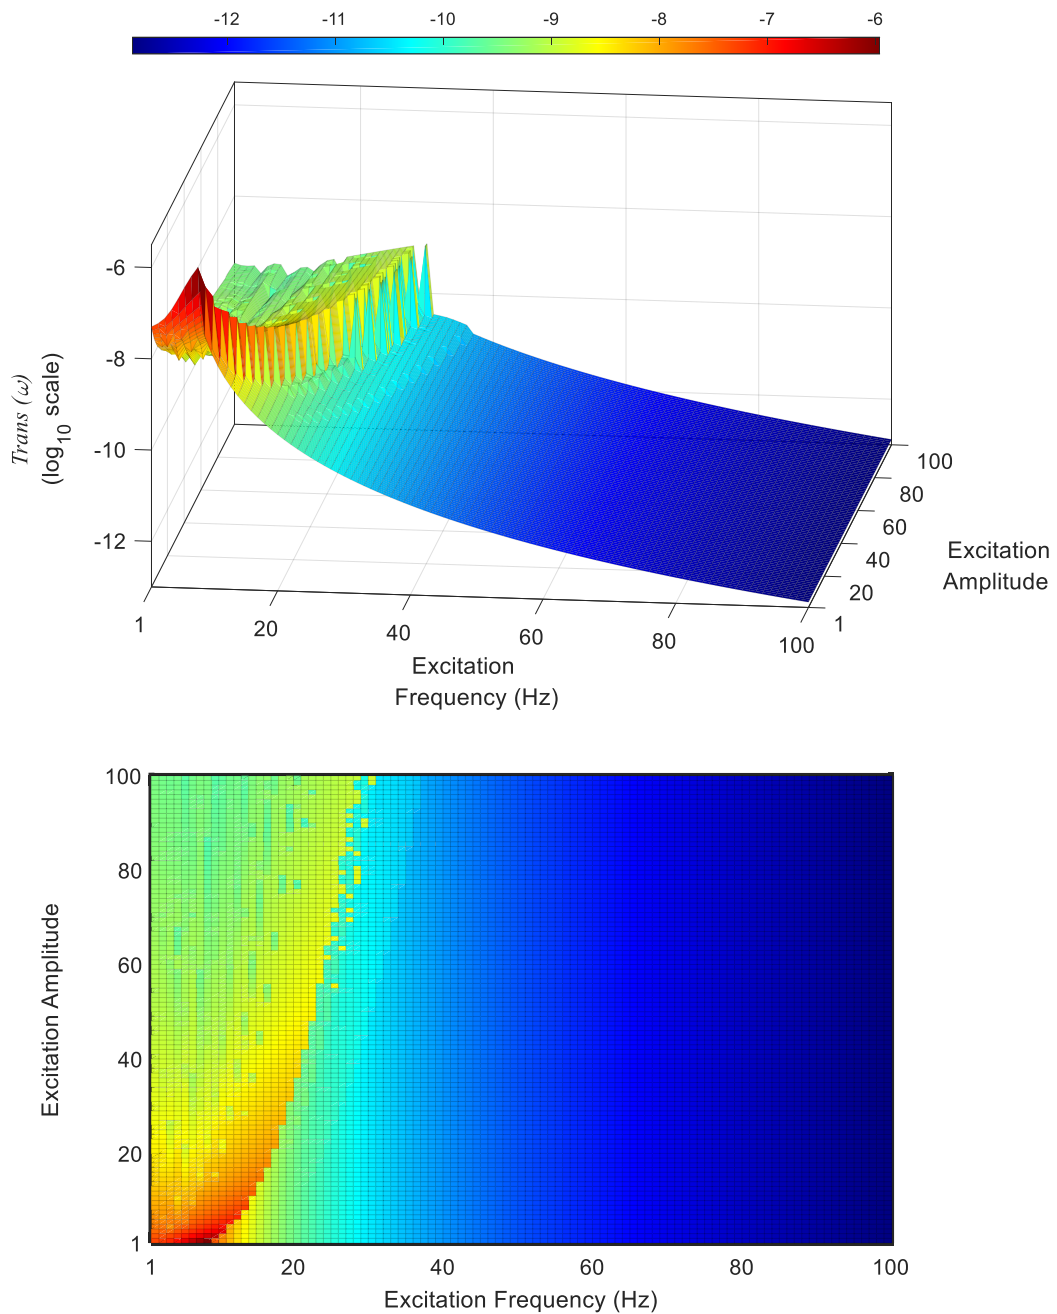 -12 -11 -10 -9 -8 -7 -6
-6
-8
-10
-12
Trans (ω)
(log10 scale)
1 20 40 60 80 100
Excitation
Frequency (Hz)
100
80
60
40
20
1
Excitation
Amplitude
100
80
60
40
20
1
Excitation Amplitude
1 20 40 60 80 100
Excitation Frequency (Hz)